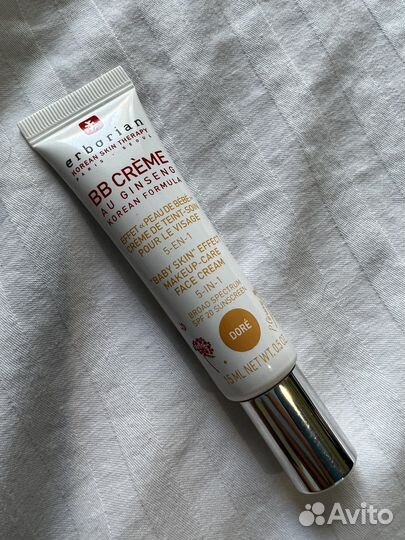 erborian
KOREAN SKIN THERAPY
PARIS - SEOUL
BB CRÈME
AU GINSENG
KOREAN FORMULA
EFFET «PEAU DE BÉBÉ»
CRÈME DE TEINT-SOIN
POUR LE VISAGE
5-EN-1
"BABY SKIN" EFFECT
MAKEUP-CARE
FACE CREAM
5-IN-1
BROAD SPECTRUM
SPF 20 SUNSCREEN
DORÉ
15 ML NET WT. 0.5
Avito